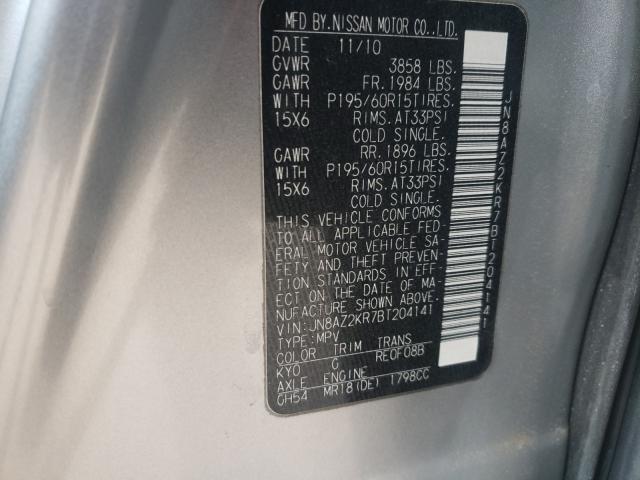 MFD BY.NISSAN MOTOR CO.,LTD.
DATE 11/10
GVWR 3858 LBS.
GAWR FR. 1984 LBS.
WITH P195/60R15TIRES.
15X6 RIMS. AT33PSI
COLD SINGLE.
GAWR RR. 1896 LBS.
WITH P195/60R15TIRES.
15X6 RIMS. AT33PSI
COLD SINGLE.
THIS VEHICLE CONFORMS
TO ALL APPLICABLE FED
ERAL MOTOR VEHICLE SA-
FETY AND THEFT PREVEN-
TION STANDARDS IN EFF-
ECT ON THE DATE OF MA-
NUFACTURE SHOWN ABOVE.
VIN:JN8AZ2KR7BT204141
TYPE:MPV
COLOR TRIM TRANS
KYO G RE0F08B
AXLE ENGINE
GH54 MR18(DE) 1798CC
JN8AZ2KR7BT204141